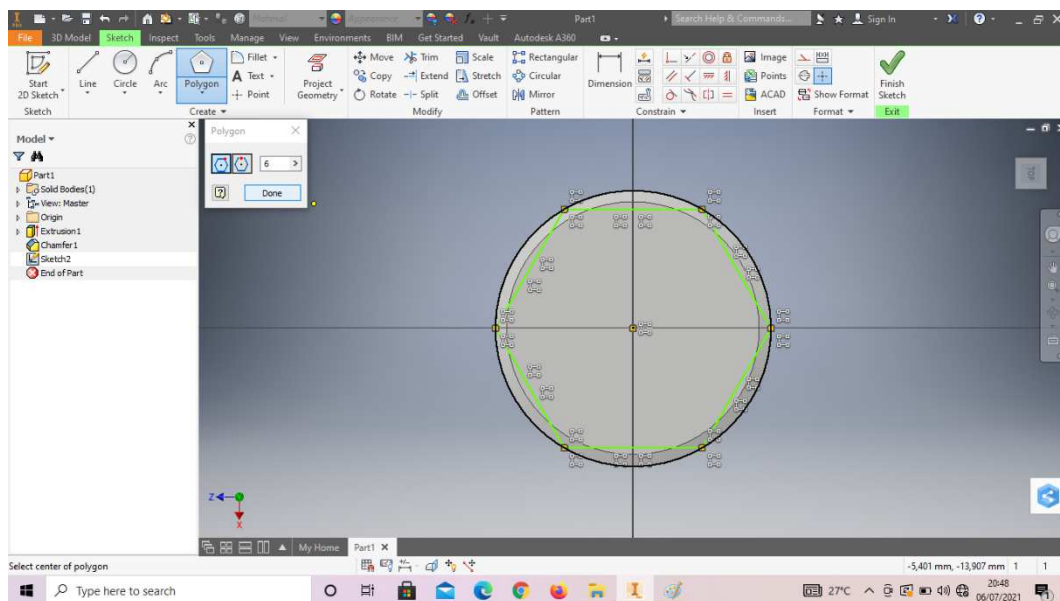 Material
Appearance
Part1
Search Help & Commands...
Sign In
File 3D Model Sketch Inspect Tools Manage View Environments BIM Get Started Vault Autodesk A360
Start 2D Sketch
Line
Circle
Arc
Polygon
Fillet
Text
Point
Project Geometry
Move Trim Scale
Copy Extend Stretch
Rotate Split Offset
Rectangular
Circular
Mirror
Dimension
Image
Points
ACAD
Show Format
Finish Sketch
Sketch Create Modify Pattern Constrain Insert Format Exit
Model
Part1
Solid Bodies(1)
View: Master
Origin
Extrusion1
Chamfer1
Sketch2
End of Part
Polygon
6
Done
TOP
Z
X
My Home Part1
Select center of polygon
-5,401 mm, -13,907 mm 1 1
Type here to search
27°C
20:48
06/07/2021